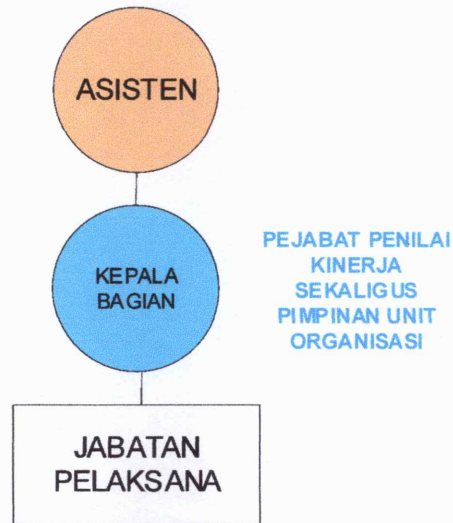 ASISTEN
KEPALA
BAGIAN
PEJABAT PENILAI
KINERJA
SEKALIGUS
PIMPINAN UNIT
ORGANISASI
JABATAN
PELAKSANA